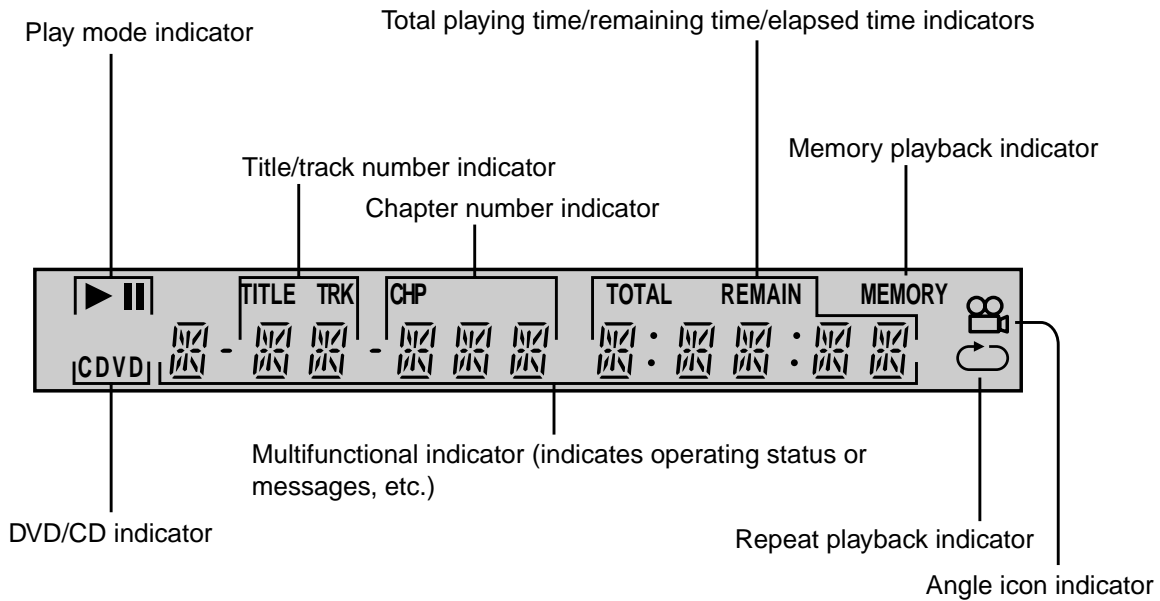 Total playing time/remaining time/elapsed time indicators
Play mode indicator
Memory playback indicator
Title/track number indicator
Chapter number indicator
TITLE TRK CHP TOTAL REMAIN MEMORY
CDVD
Multifunctional indicator (indicates operating status or
messages, etc.)
DVD/CD indicator
Repeat playback indicator
Angle icon indicator